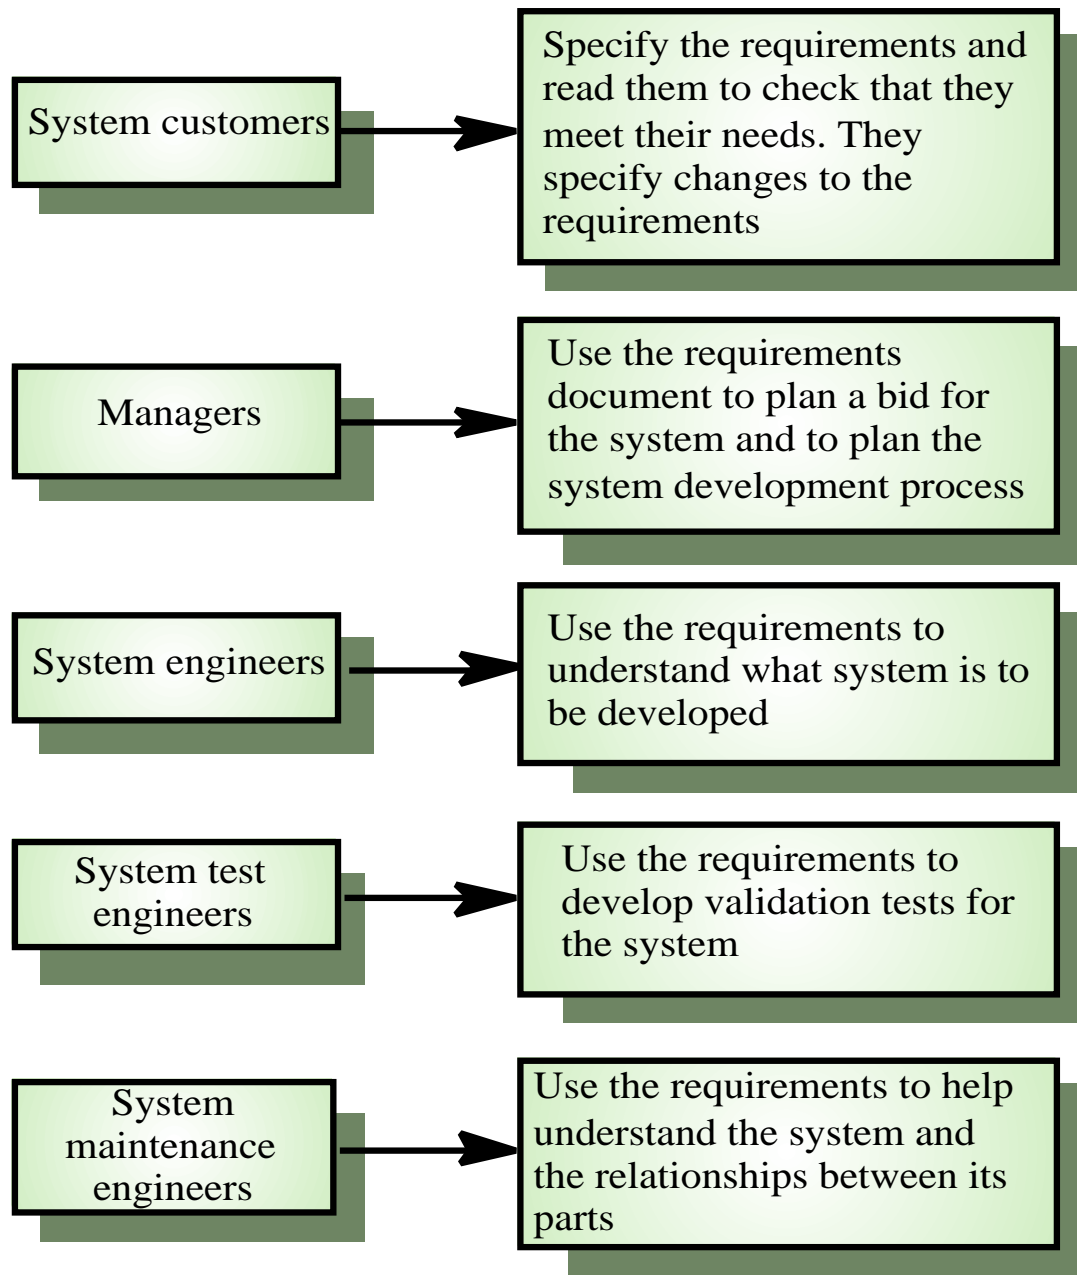 System customers
Specify the requirements and
read them to check that they
meet their needs. They
specify changes to the
requirements
Managers
Use the requirements
document to plan a bid for
the system and to plan the
system development process
System engineers
Use the requirements to
understand what system is to
be developed
System test
engineers
Use the requirements to
develop validation tests for
the system
System
maintenance
engineers
Use the requirements to help
understand the system and
the relationships between its
parts